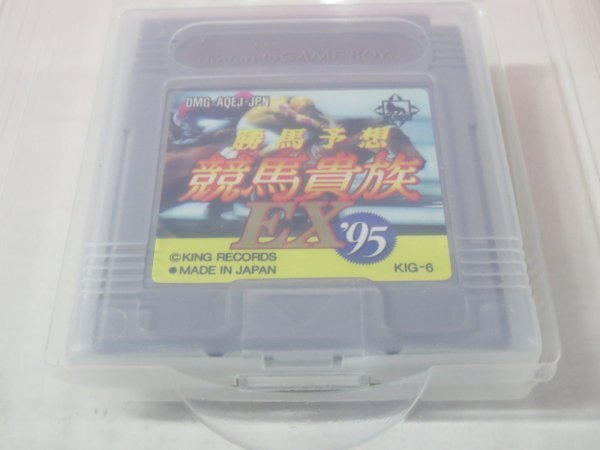 Nintendo GAME BOY
DMG-AQEJ-JPN
勝馬予想
競馬貴族
EX '95
©KING RECORDS
● MADE IN JAPAN
KIG-6